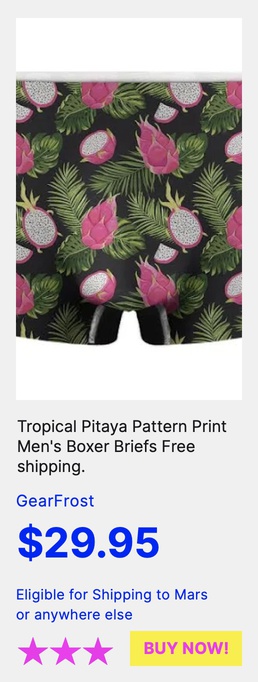 Tropical Pitaya Pattern Print
Men's Boxer Briefs Free
shipping.
GearFrost
$29.95
Eligible for Shipping to Mars
or anywhere else
BUY NOW!